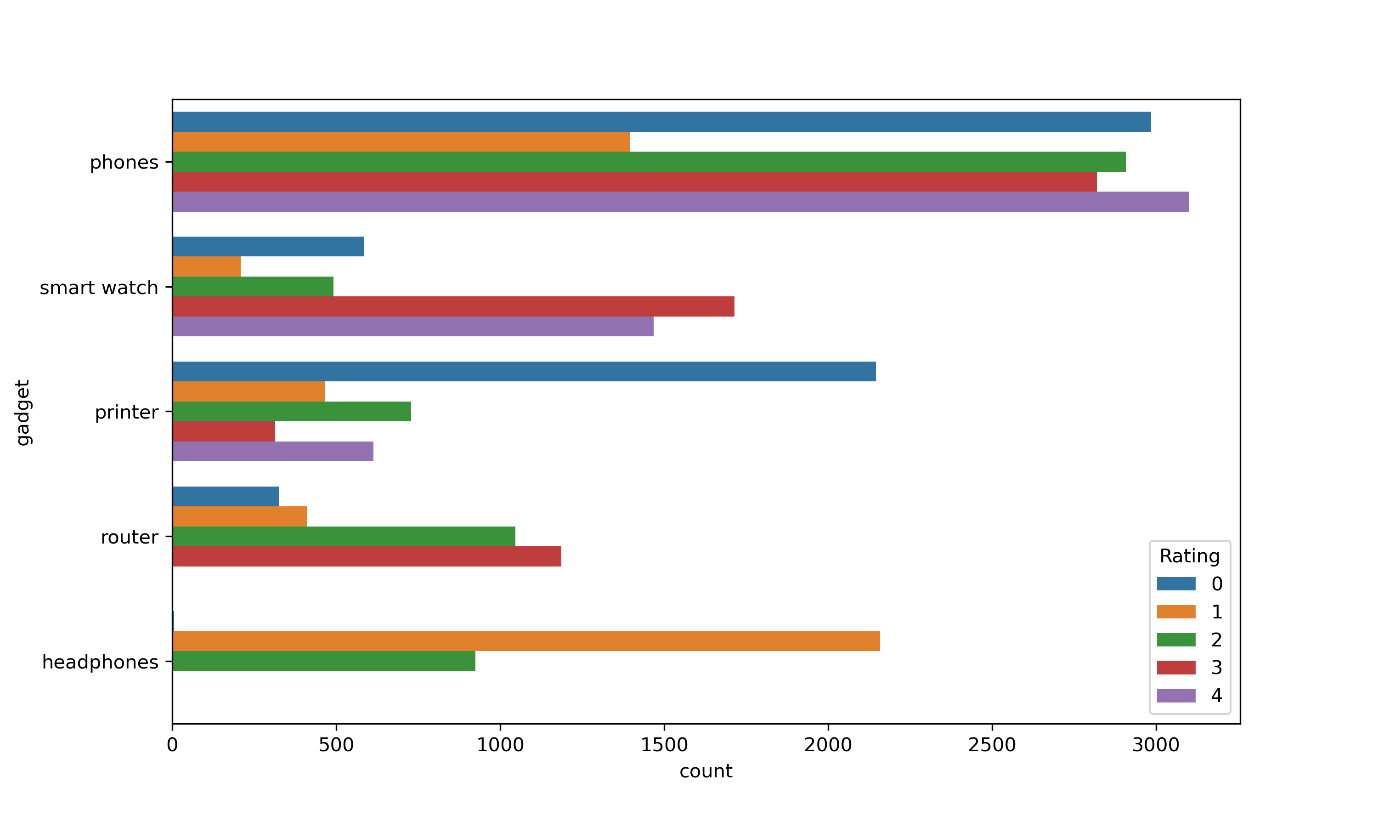 phones
smart watch
printer
router
headphones
gadget
Rating
0
1
2
3
4
0 500 1000 1500 2000 2500 3000
count